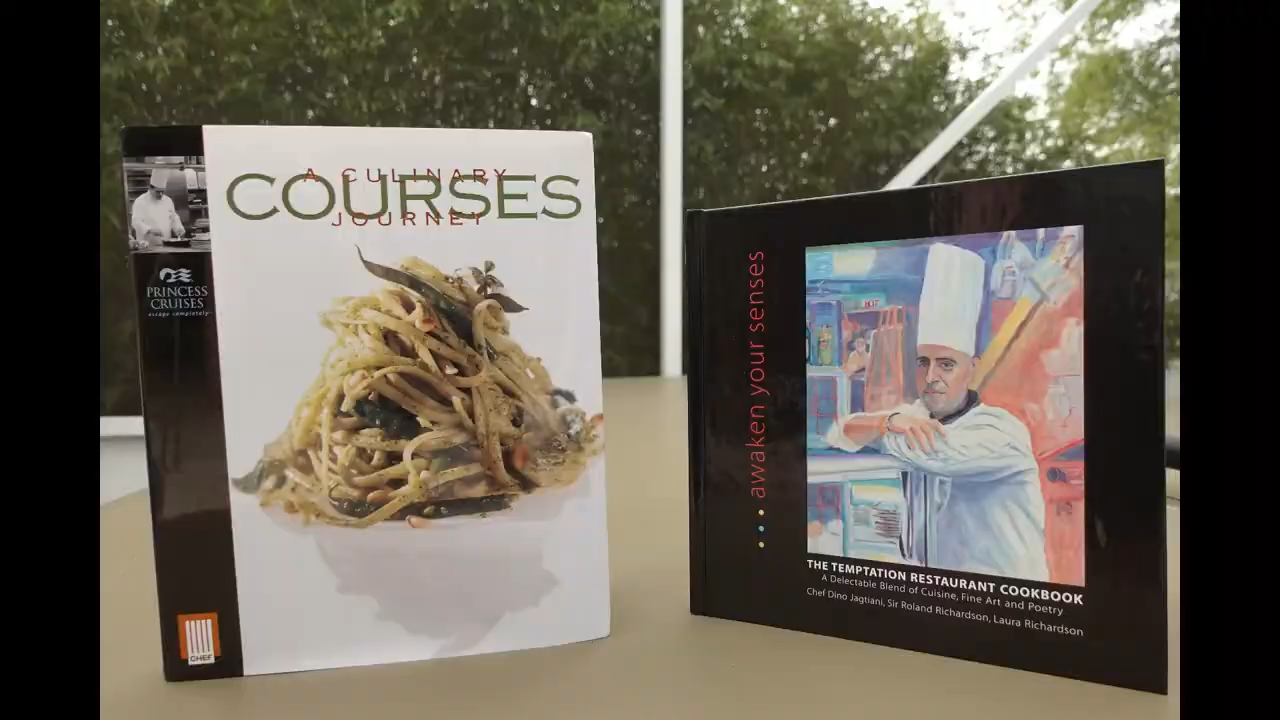 A CULINARY
COURSES
JOURNEY
PRINCESS
CRUISES
escape completely
CHEF
awaken your senses
HOT
THE TEMPTATION RESTAURANT COOKBOOK
A Delectable Blend of Cuisine, Fine Art and Poetry
Chef Dino Jagtiani, Sir Roland Richardson, Laura Richardson